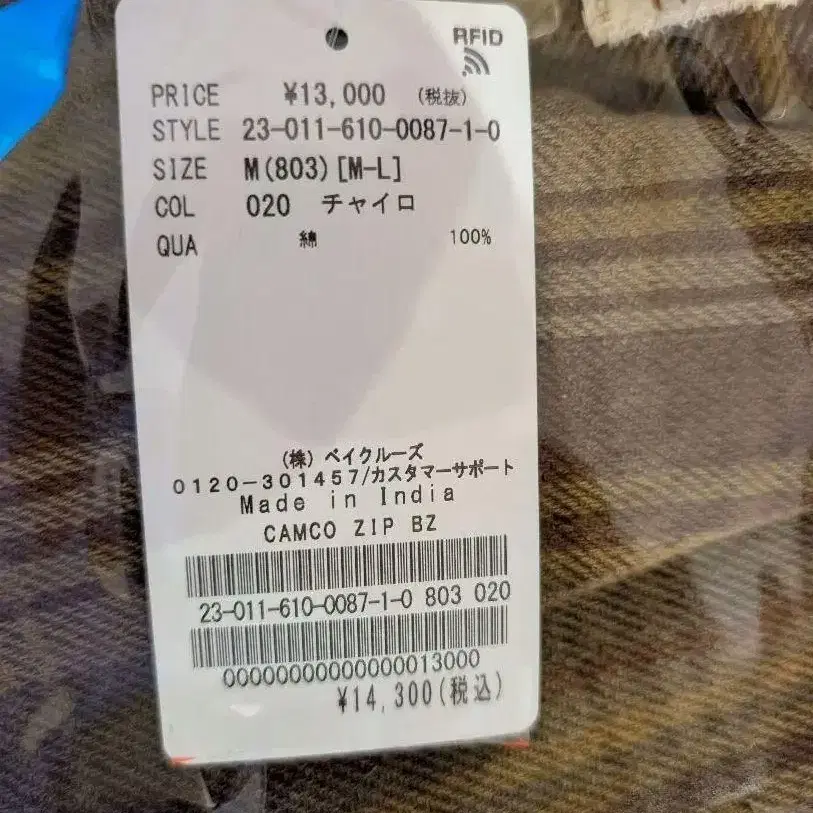 RFID
PRICE ¥13,000 (税抜)
STYLE 23-011-610-0087-1-0
SIZE M(803)[M-L]
COL 020 チャイロ
QUA 綿 100%
(株) ベイクルーズ
0120-301457/カスタマーサポート
Made in India
CAMCO ZIP BZ
23-011-610-0087-1-0 803 020
00000000000000013000
¥14,300(税込)